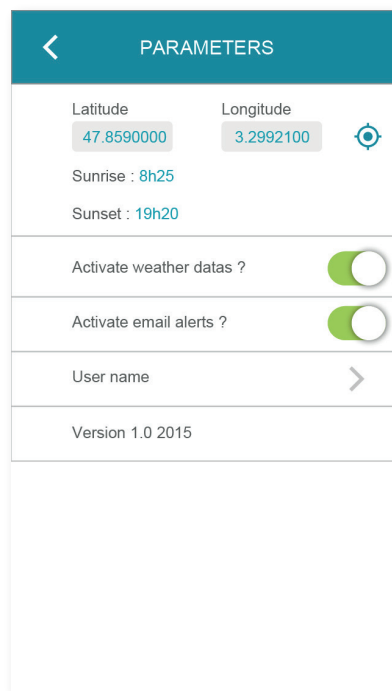 PARAMETERS
Latitude Longitude
47.8590000 3.2992100
Sunrise : 8h25
Sunset : 19h20
Activate weather datas ?
Activate email alerts ?
User name
Version 1.0 2015